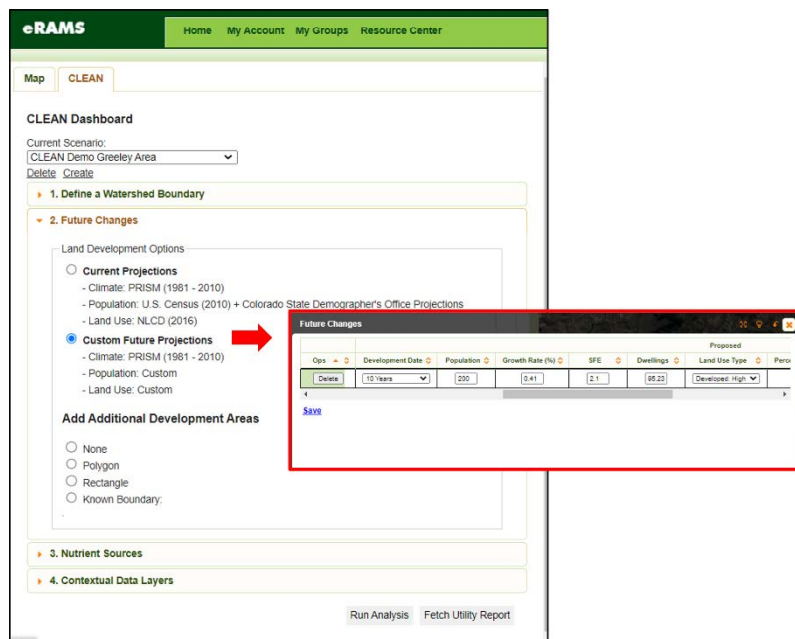 eRAMS
Home My Account My Groups Resource Center
Map CLEAN
CLEAN Dashboard
Current Scenario:
CLEAN Demo Greeley Area
Delete Create
1. Define a Watershed Boundary
2. Future Changes
Land Development Options
Current Projections
- Climate: PRISM (1981 - 2010)
- Population: U.S. Census (2010) + Colorado State Demographer's Office Projections
- Land Use: NLCD (2016)
Custom Future Projections
- Climate: PRISM (1981 - 2010)
- Population: Custom
- Land Use: Custom
Add Additional Development Areas
None
Polygon
Rectangle
Known Boundary:
.
3. Nutrient Sources
4. Contextual Data Layers
Run Analysis Fetch Utility Report
Future Changes
Proposed
Ops Development Date Population Growth Rate (%) SFE Dwellings Land Use Type Perce
Delete 10 Years 200 0.41 2.1 95.23 Developed: High
Save